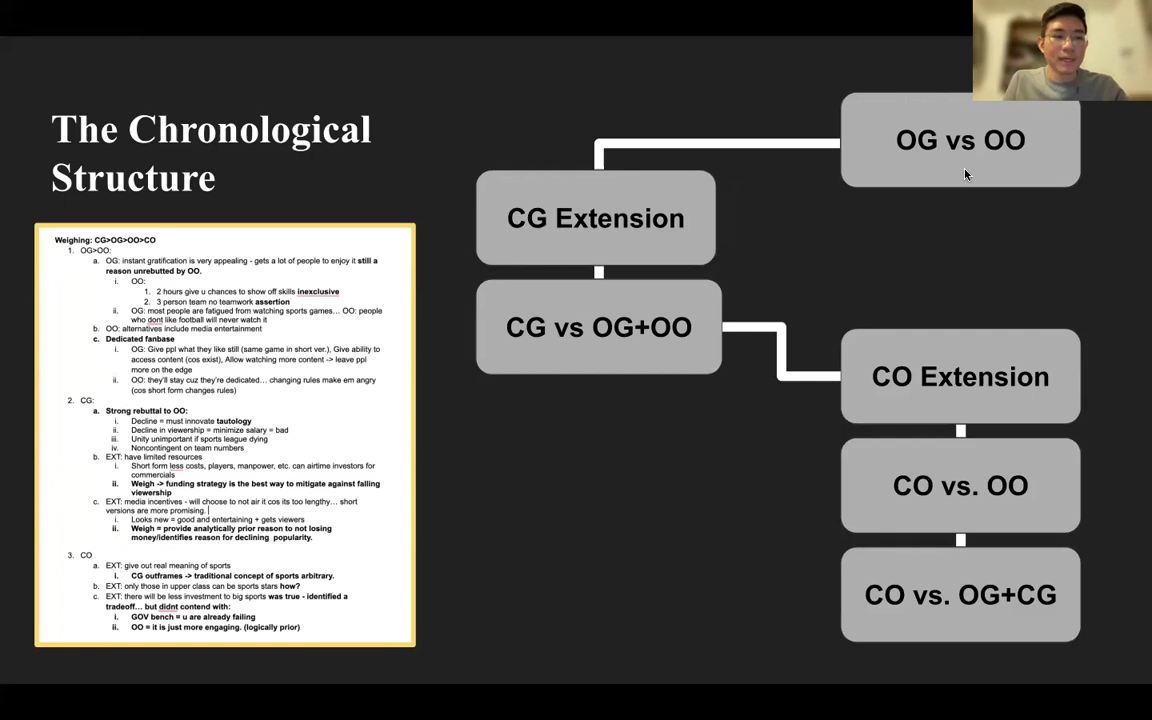 The Chronological
Structure
Weighing: CG>OG>OO>CO
1. OG>OO:
a. OG: instant gratification is very appealing - gets a lot of people to enjoy it still a
reason unrebutted by OO.
i. OO:
1. 2 hours give u chances to show off skills inexclusive
2. 3 person team no teamwork assertion
ii. OG: most people are fatigued from watching sports games... OO: people
who dont like football will never watch it
b. OO: alternatives include media entertainment
c. Dedicated fanbase
i. OG: Give ppl what they like still (same game in short ver.), Give ability to
access content (cos exist), Allow watching more content -> leave ppl
more on the edge
ii. OO: they'll stay cuz they're dedicated... changing rules make em angry
(cos short form changes rules)
2. CG:
a. Strong rebuttal to OO:
i. Decline = must innovate tautology
ii. Decline in viewership = minimize salary = bad
iii. Unity unimportant if sports league dying
iv. Noncontingent on team numbers
b. EXT: have limited resources
i. Short form less costs, players, manpower, etc. can airtime investors for
commercials
ii. Weigh -> funding strategy is the best way to mitigate against falling
viewership
c. EXT: media incentives - will choose to not air it cos its too lengthy... short
versions are more promising.
i. Looks new = good and entertaining + gets viewers
ii. Weigh = provide analytically prior reason to not losing
money/identifies reason for declining popularity.
3. CO
a. EXT: give out real meaning of sports
i. CG outframes -> traditional concept of sports arbitrary.
b. EXT: only those in upper class can be sports stars how?
c. EXT: there will be less investment to big sports was true - identified a
tradeoff... but didnt contend with:
i. GOV bench = u are already failing
ii. OO = it is just more engaging. (logically prior)
OG vs OO
CG Extension
CG vs OG+OO
CO Extension
CO vs. OO
CO vs. OG+CG